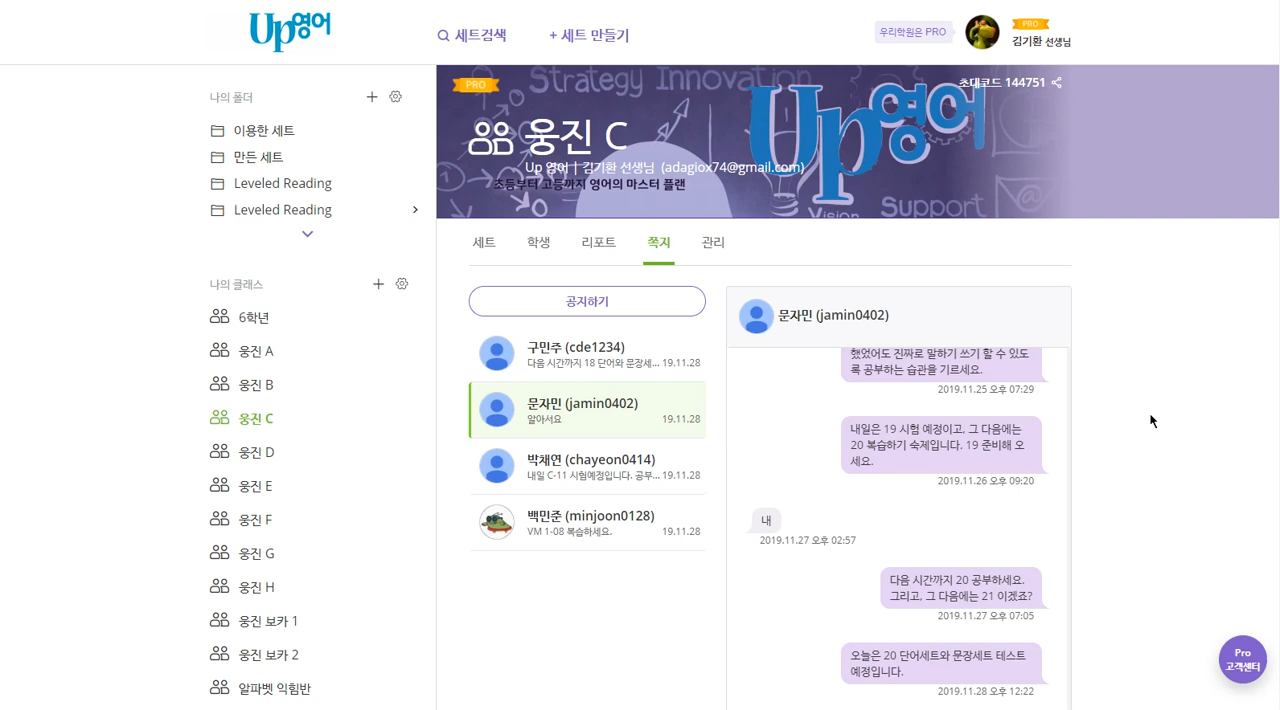 Up영어
세트검색
+ 세트 만들기
우리학원은 PRO
PRO
김기환 선생님
나의 폴더
이용한 세트
만든 세트
Leveled Reading
Leveled Reading
나의 클래스
6학년
웅진 A
웅진 B
웅진 C
웅진 D
웅진 E
웅진 F
웅진 G
웅진 H
웅진 보카 1
웅진 보카 2
알파벳 익힘반
PRO
Strategy Innovation
초대코드 144751
웅진 C
Up영어
Up 영어 | 김기환 선생님 (adagiox74@gmail.com)
초등부터 고등까지 영어의 마스터 플랜
Vision
Support
세트
학생
리포트
쪽지
관리
공지하기
구민주 (cde1234)
다음 시간까지 18 단어와 문장세... 19.11.28
문자민 (jamin0402)
알아서요 19.11.28
박채연 (chayeon0414)
내일 C-11 시험예정입니다. 공부... 19.11.28
백민준 (minjoon0128)
VM 1-08 복습하세요. 19.11.28
문자민 (jamin0402)
했었어도 진짜로 말하기 쓰기 할 수 있도
록 공부하는 습관을 기르세요.
2019.11.25 오후 07:29
내일은 19 시험 예정이고, 그 다음에는
20 복습하기 숙제입니다. 19 준비해 오
세요.
2019.11.26 오후 09:20
내
2019.11.27 오후 02:57
다음 시간까지 20 공부하세요.
그리고, 그 다음에는 21 이겠죠?
2019.11.27 오후 07:05
오늘은 20 단어세트와 문장세트 테스트
예정입니다.
2019.11.28 오후 12:22
Pro
고객센터